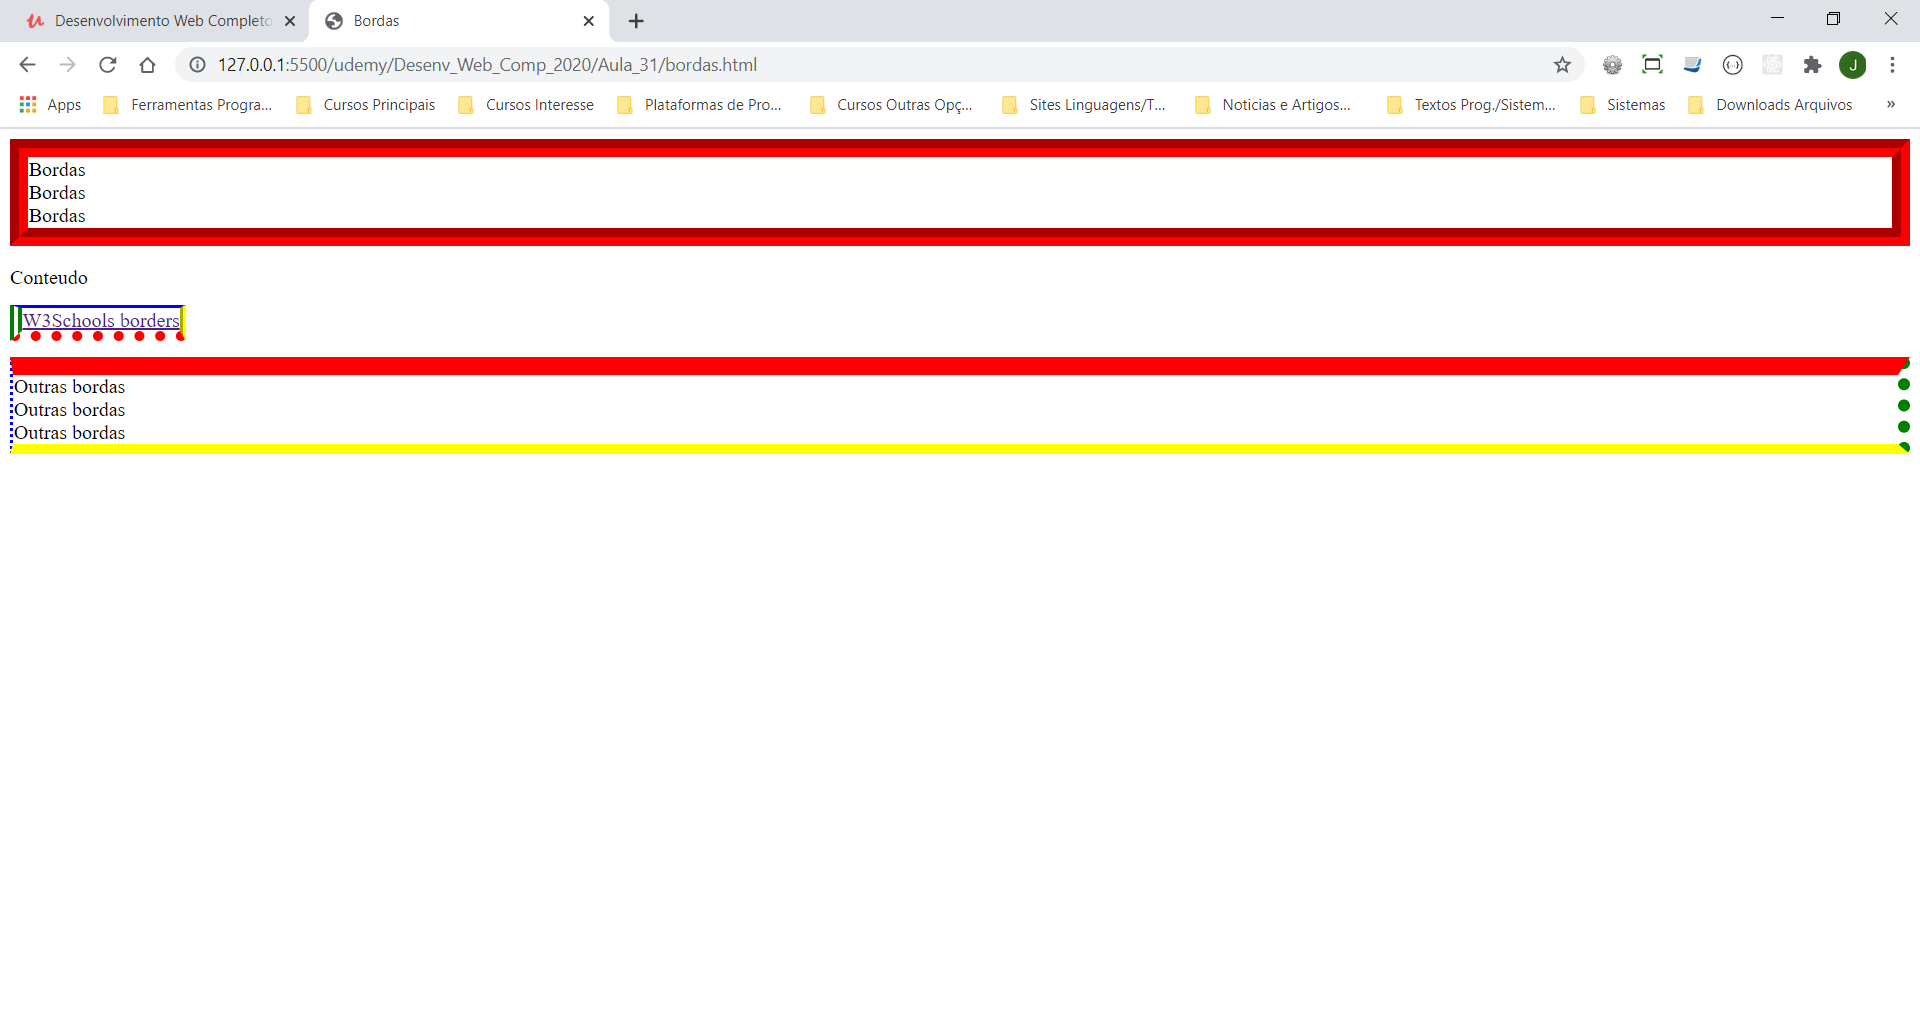 Desenvolvimento Web Completo
Bordas
127.0.0.1:5500/udemy/Desenv_Web_Comp_2020/Aula_31/bordas.html
J
Apps Ferramentas Progra... Cursos Principais Cursos Interesse Plataformas de Pro... Cursos Outras Opç... Sites Linguagens/T... Noticias e Artigos... Textos Prog./Sistem... Sistemas Downloads Arquivos »
Bordas
Bordas
Bordas
Conteudo
W3Schools borders
Outras bordas
Outras bordas
Outras bordas